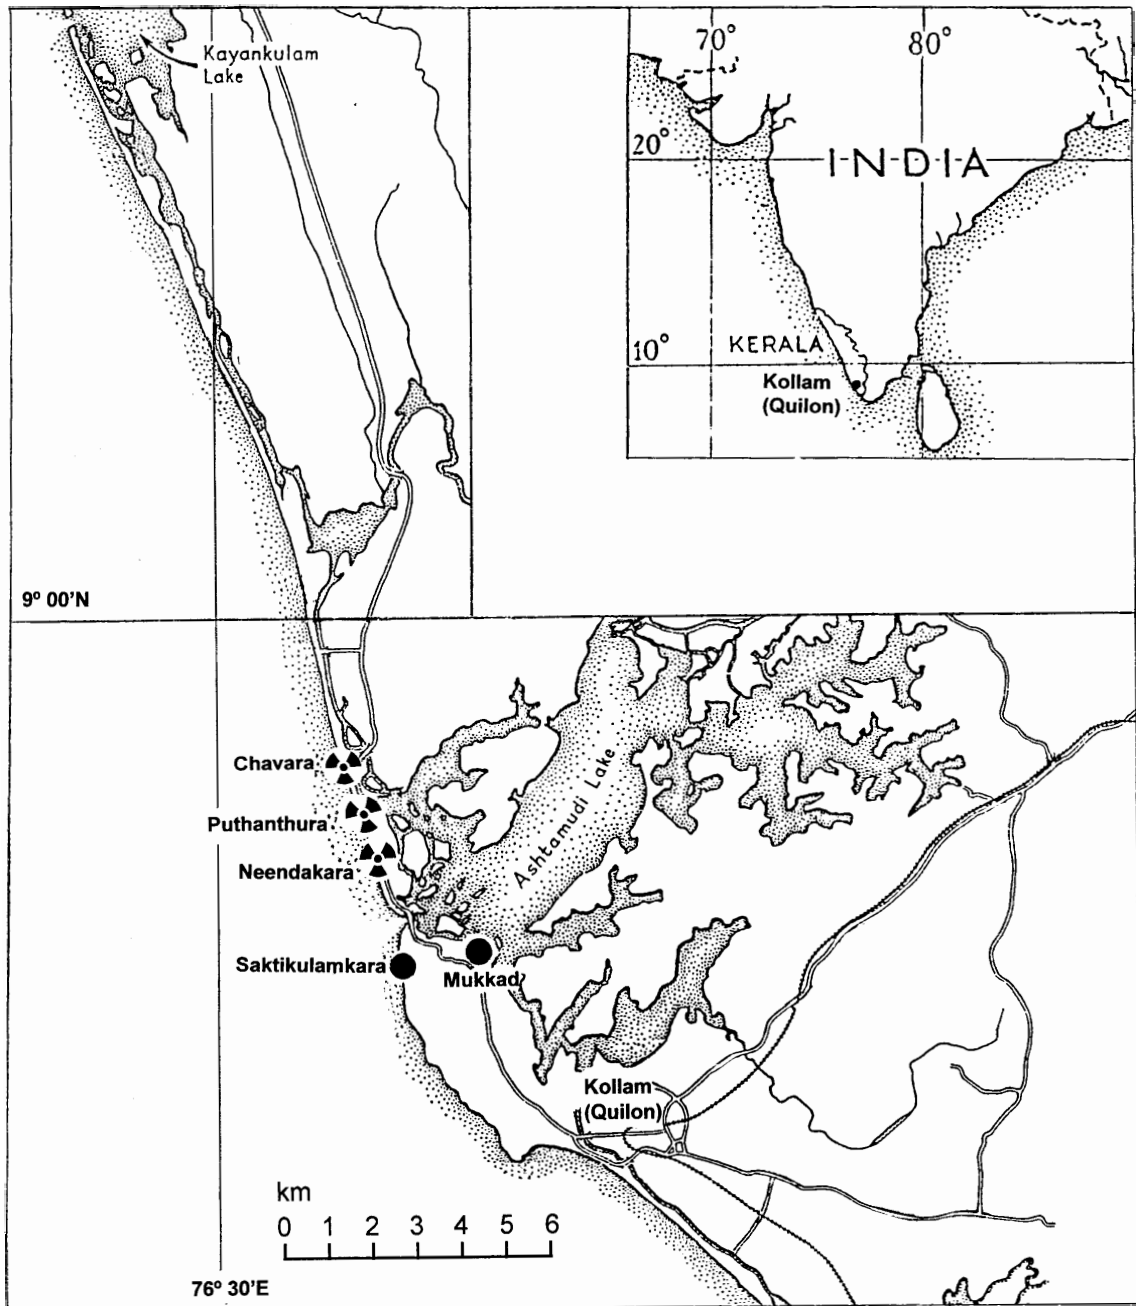 Kayankulam
Lake
70°
80°
20°
INDIA
10°
KERALA
Kollam
(Quilon)
9° 00'N
Chavara
Puthanthura
Neendakara
Ashtamudi Lake
Saktikulamkara
Mukkad
Kollam
(Quilon)
km
0 1 2 3 4 5 6
76° 30'E